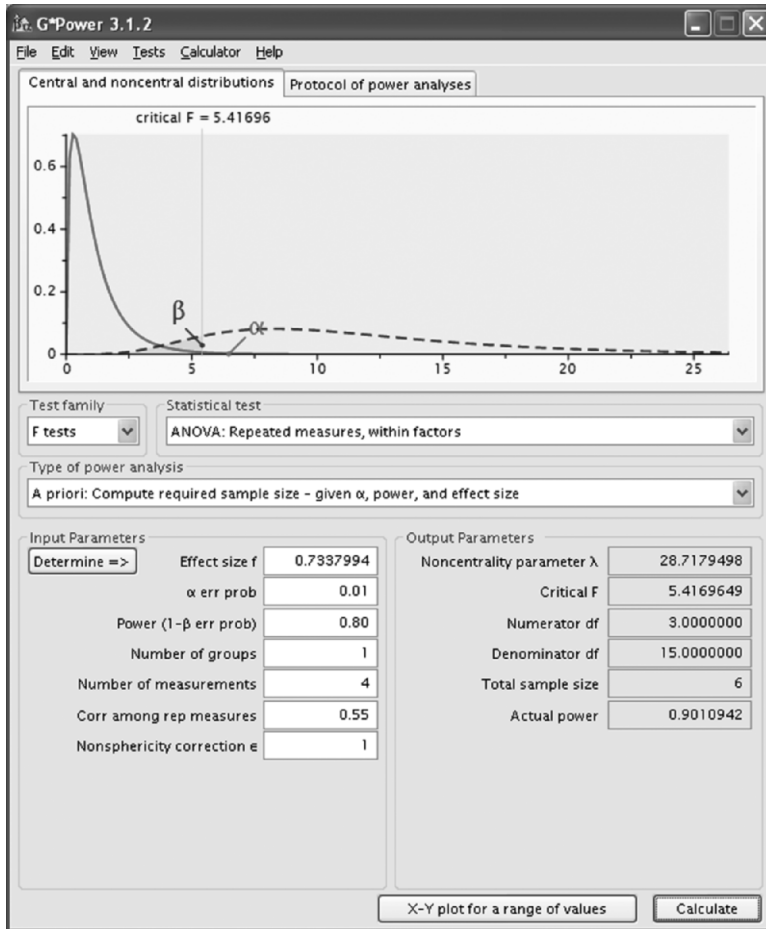 G*Power 3.1.2
File Edit View Tests Calculator Help
Central and noncentral distributions
Protocol of power analyses
critical F = 5.41696
0.6
0.4
0.2
0
β
α
0 5 10 15 20 25
Test family
F tests
Statistical test
ANOVA: Repeated measures, within factors
Type of power analysis
A priori: Compute required sample size – given α, power, and effect size
Input Parameters
Determine =>
Effect size f 0.7337994
α err prob 0.01
Power (1-β err prob) 0.80
Number of groups 1
Number of measurements 4
Corr among rep measures 0.55
Nonsphericity correction ϵ 1
Output Parameters
Noncentrality parameter λ 28.7179498
Critical F 5.4169649
Numerator df 3.0000000
Denominator df 15.0000000
Total sample size 6
Actual power 0.9010942
X-Y plot for a range of values
Calculate